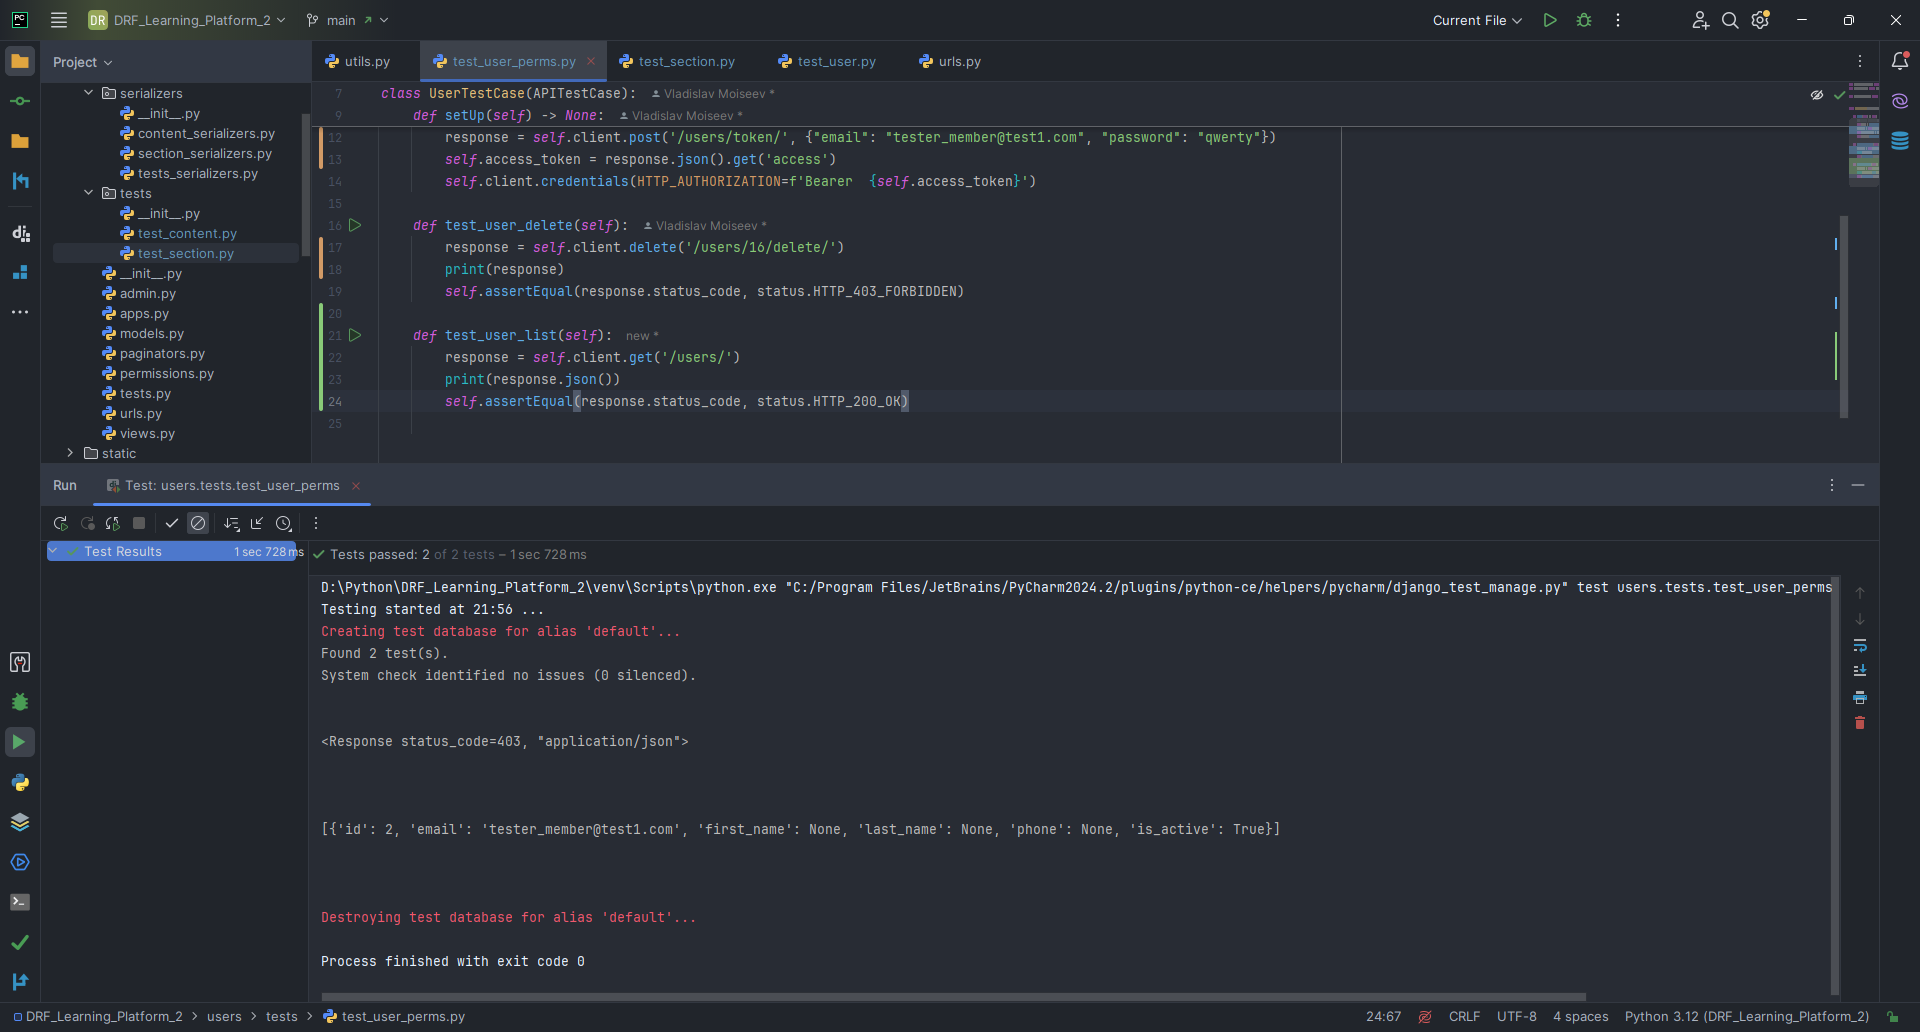 PC DR DRF_Learning_Platform_2 main Current File
Project
utils.py test_user_perms.py test_section.py test_user.py urls.py
serializers
__init__.py
content_serializers.py
section_serializers.py
tests_serializers.py
tests
__init__.py
test_content.py
test_section.py
__init__.py
admin.py
apps.py
models.py
paginators.py
permissions.py
tests.py
urls.py
views.py
static
7 class UserTestCase(APITestCase): Vladislav Moiseev *
9 def setUp(self) -> None: Vladislav Moiseev *
12 response = self.client.post('/users/token/', {"email": "tester_member@test1.com", "password": "qwerty"})
13 self.access_token = response.json().get('access')
14 self.client.credentials(HTTP_AUTHORIZATION=f'Bearer  {self.access_token}')
15
16 def test_user_delete(self): Vladislav Moiseev *
17 response = self.client.delete('/users/16/delete/')
18 print(response)
19 self.assertEqual(response.status_code, status.HTTP_403_FORBIDDEN)
20
21 def test_user_list(self): new *
22 response = self.client.get('/users/')
23 print(response.json())
24 self.assertEqual(response.status_code, status.HTTP_200_OK)
25
Run Test: users.tests.test_user_perms
Test Results 1 sec 728 ms
Tests passed: 2 of 2 tests – 1 sec 728 ms
D:\Python\DRF_Learning_Platform_2\venv\Scripts\python.exe "C:/Program Files/JetBrains/PyCharm2024.2/plugins/python-ce/helpers/pycharm/django_test_manage.py" test users.tests.test_user_perms
Testing started at 21:56 ...
Creating test database for alias 'default'...
Found 2 test(s).
System check identified no issues (0 silenced).
<Response status_code=403, "application/json">
[{'id': 2, 'email': 'tester_member@test1.com', 'first_name': None, 'last_name': None, 'phone': None, 'is_active': True}]
Destroying test database for alias 'default'...
Process finished with exit code 0
DRF_Learning_Platform_2 > users > tests > test_user_perms.py 24:67 CRLF UTF-8 4 spaces Python 3.12 (DRF_Learning_Platform_2)